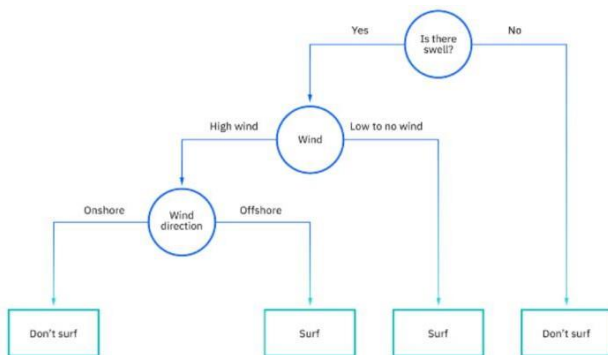 Yes
Is there
swell?
No
High wind
Wind
Low to no wind
Onshore
Wind
direction
Offshore
Don't surf
Surf
Surf
Don't surf